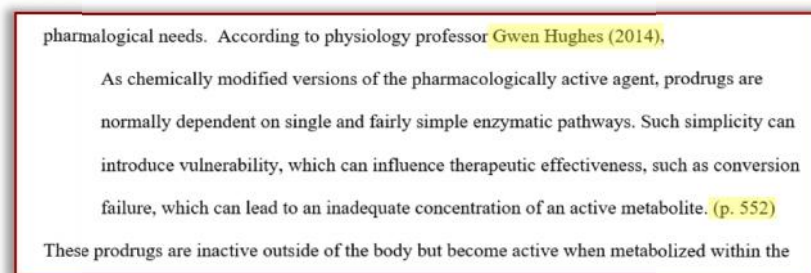 pharmalogical needs.  According to physiology professor Gwen Hughes (2014),
As chemically modified versions of the pharmacologically active agent, prodrugs are
normally dependent on single and fairly simple enzymatic pathways. Such simplicity can
introduce vulnerability, which can influence therapeutic effectiveness, such as conversion
failure, which can lead to an inadequate concentration of an active metabolite. (p. 552)
These prodrugs are inactive outside of the body but become active when metabolized within the